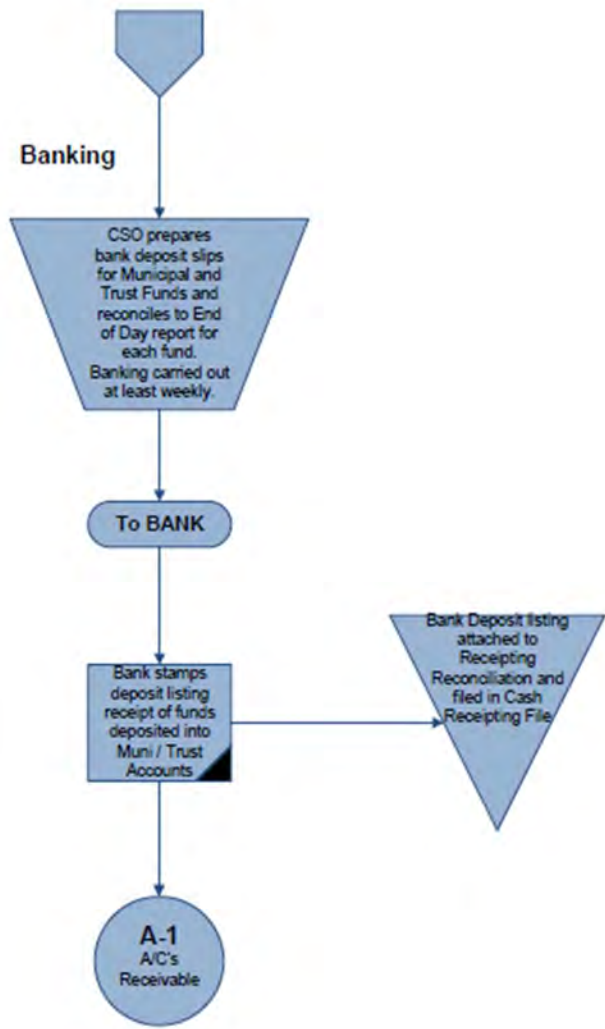 Banking
CSO prepares
bank deposit slips
for Municipal and
Trust Funds and
reconciles to End
of Day report for
each fund.
Banking carried out
at least weekly.
To BANK
Bank stamps
deposit listing
receipt of funds
deposited into
Muni / Trust
Accounts
Bank Deposit listing
attached to
Receipting
Reconciliation and
filed in Cash
Receipting File
A-1
A/C's
Receivable